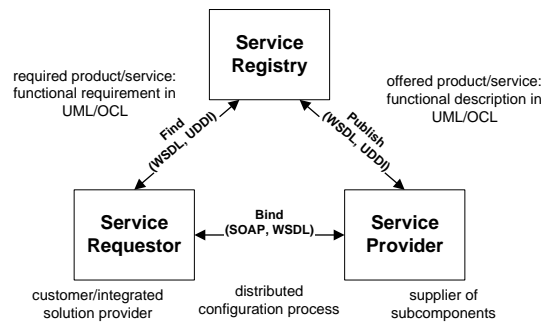 Service
Registry
required product/service:
functional requirement in
UML/OCL
offered product/service:
functional description in
UML/OCL
Find
(WSDL, UDDI)
Publish
(WSDL, UDDI)
Service
Requestor
Bind
(SOAP, WSDL)
Service
Provider
customer/integrated
solution provider
distributed
configuration process
supplier of
subcomponents